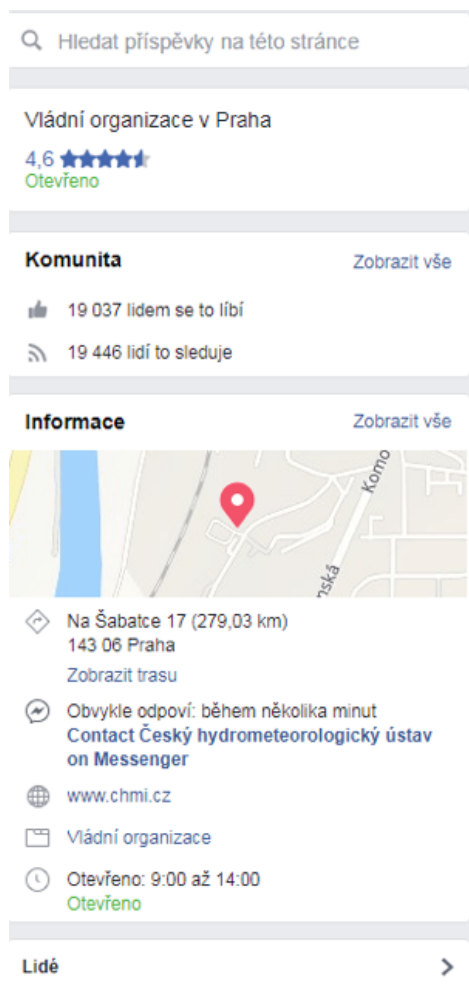 Hledat příspěvky na této stránce
Vládní organizace v Praha
4,6
Otevřeno
Komunita
Zobrazit vše
19 037 lidem se to líbí
19 446 lidí to sleduje
Informace
Zobrazit vše
Komo
nská
Na Šabatce 17 (279,03 km)
143 06 Praha
Zobrazit trasu
Obvykle odpoví: během několika minut
Contact Český hydrometeorologický ústav
on Messenger
www.chmi.cz
Vládní organizace
Otevřeno: 9:00 až 14:00
Otevřeno
Lidé